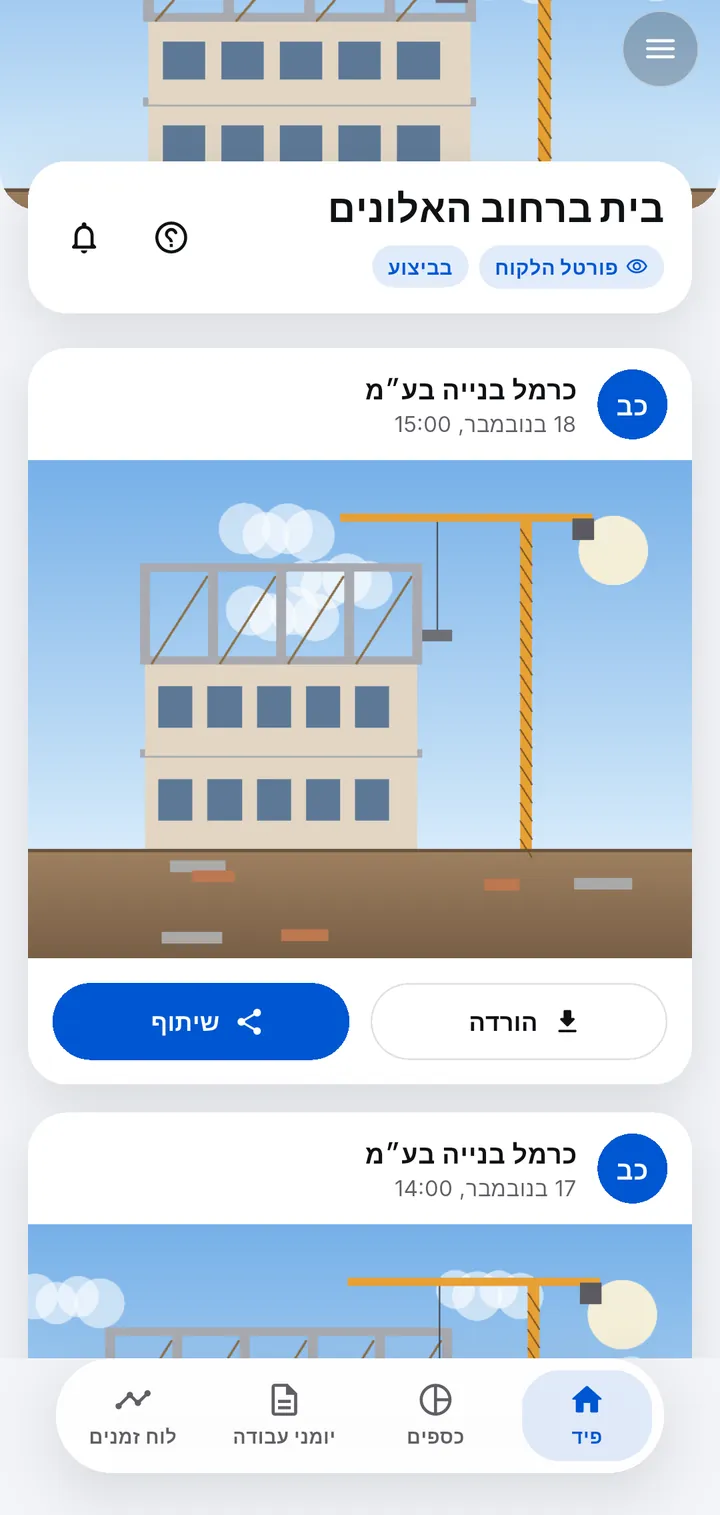 בית ברחוב האלונים
פורטל הלקוח
בביצוע
כב
כרמל בנייה בע״מ
18 בנובמבר, 15:00
הורדה
שיתוף
כב
כרמל בנייה בע״מ
17 בנובמבר, 14:00
פיד
כספים
יומני עבודה
לוח זמנים